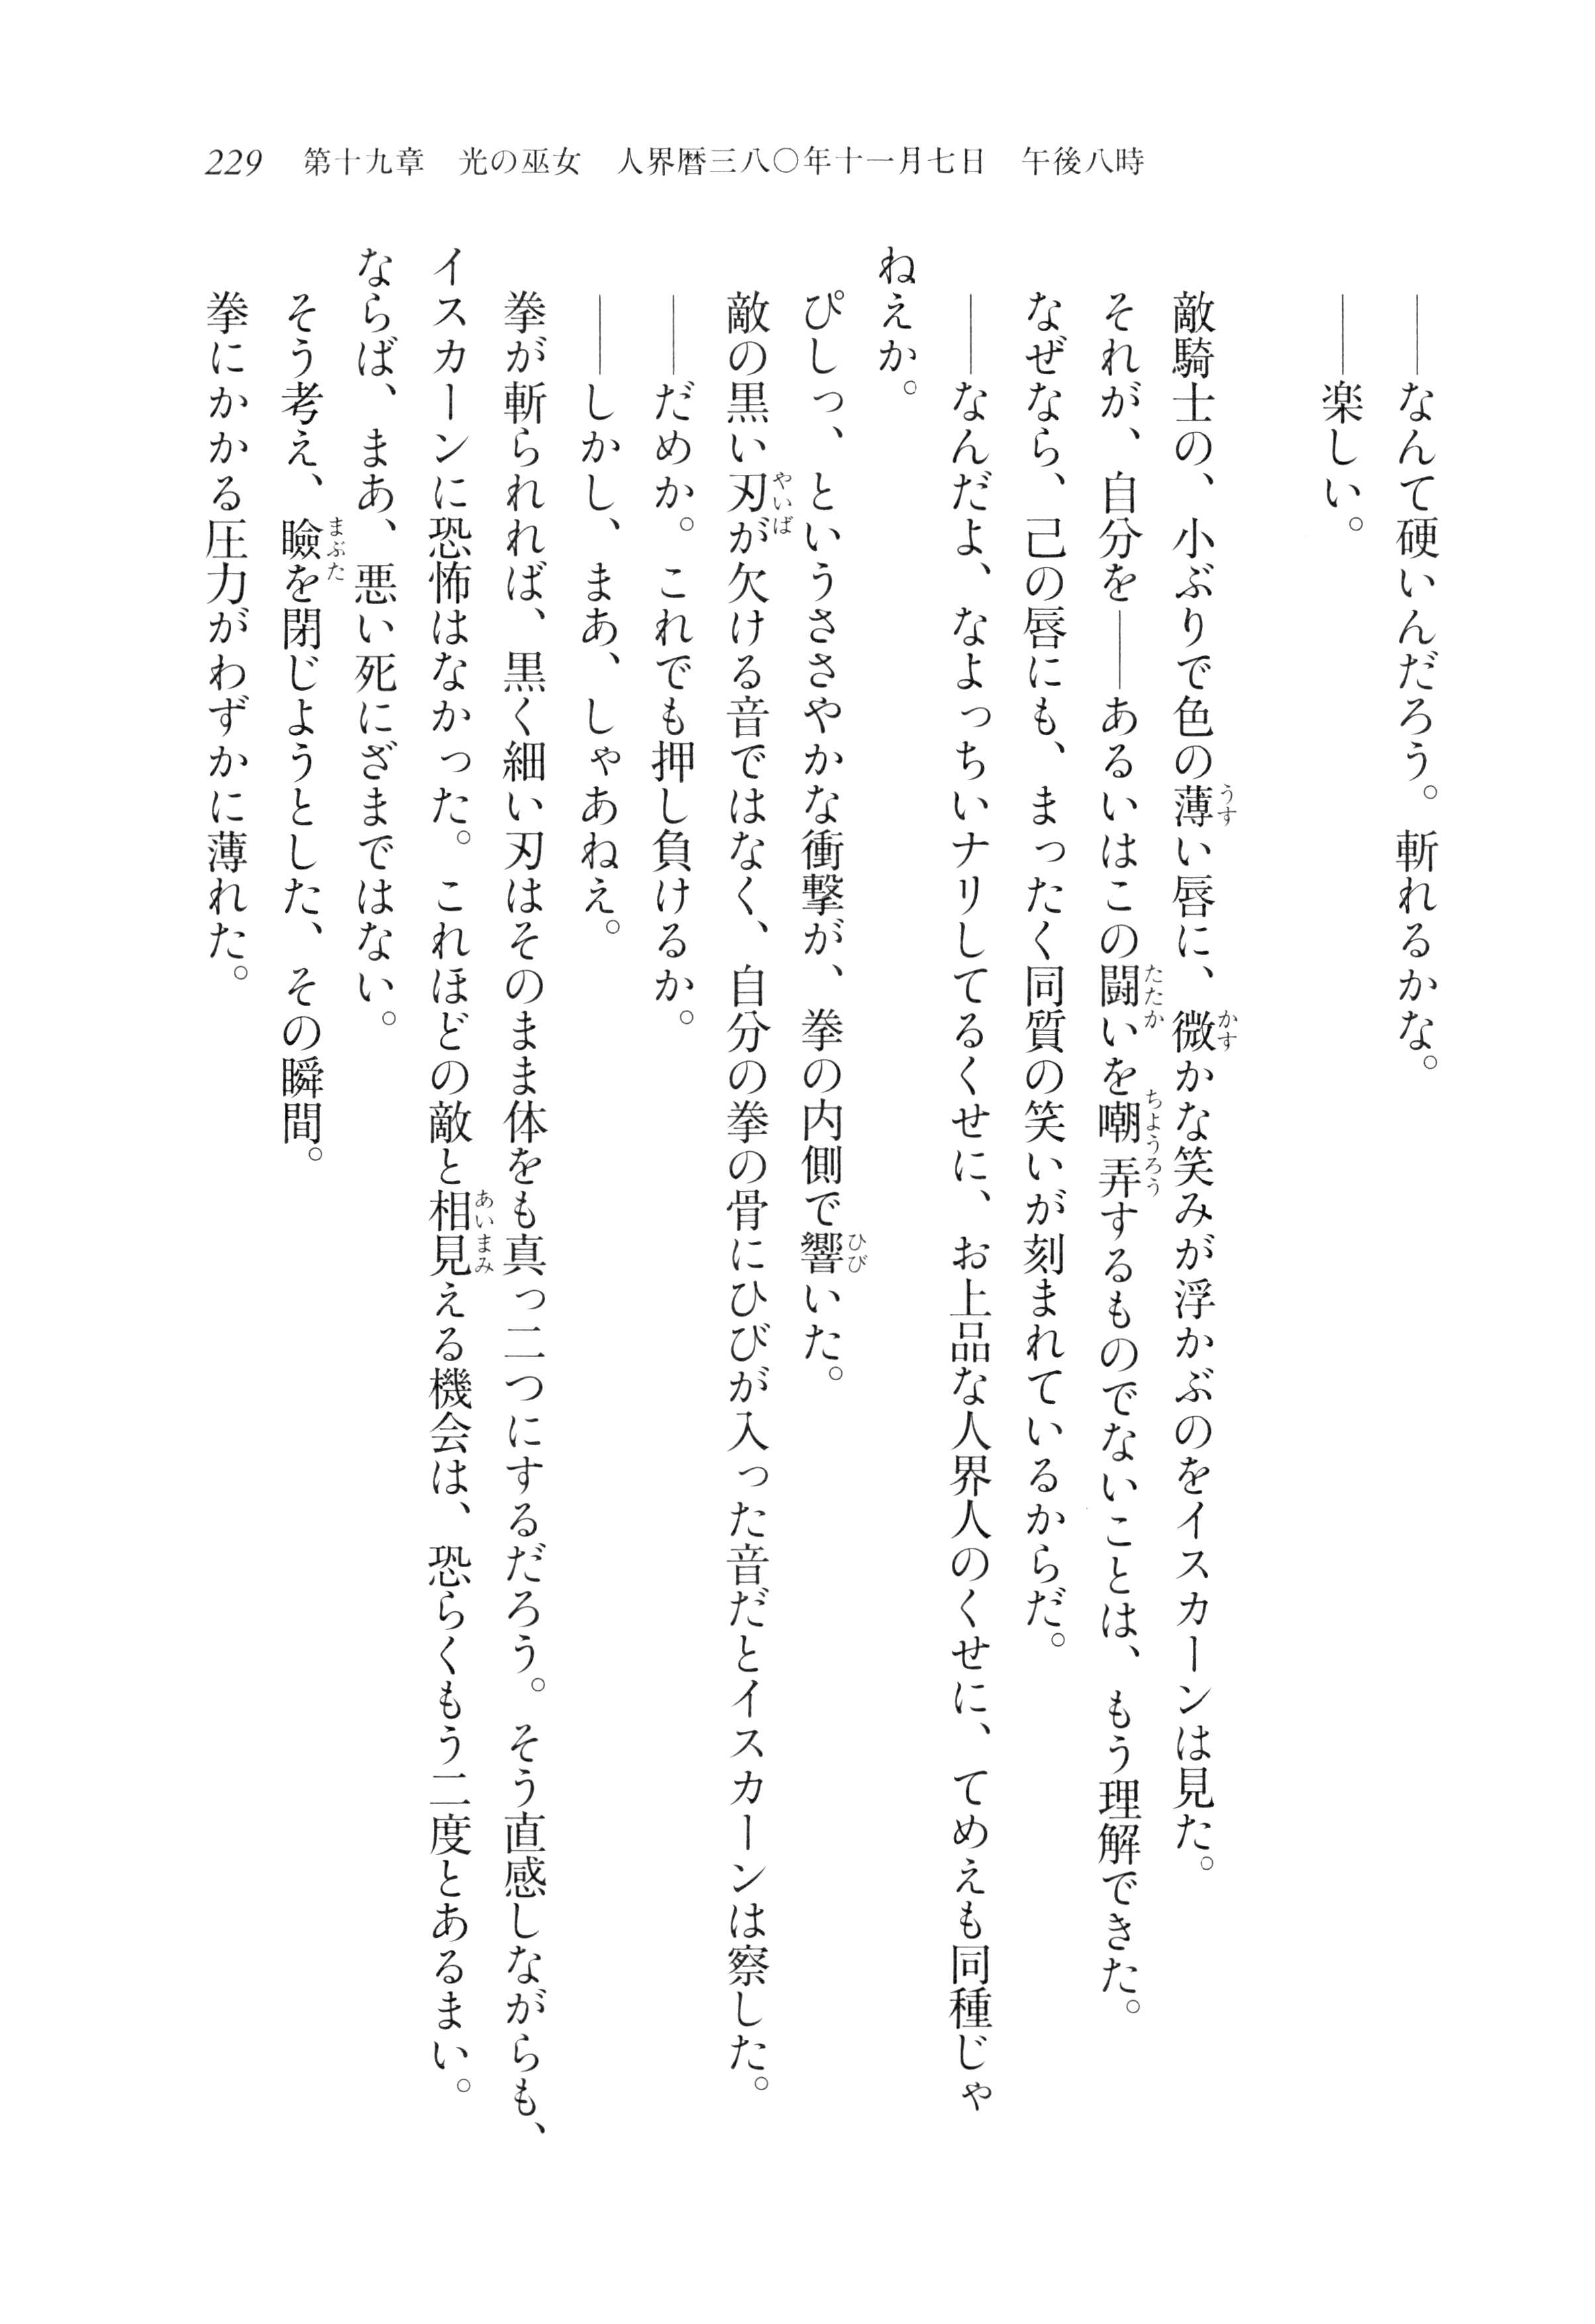 229 第十九章 光の巫女 人界暦三八〇年十一月七日 午後八時
――なんて硬いんだろう。斬れるかな。
――楽しい。
敵騎士の、小ぶりで色の薄い唇に、微かな笑みが浮かぶのをイスカーンは見た。
それが、自分を――あるいはこの闘いを嘲弄するものでないことは、もう理解できた。
なぜなら、己の唇にも、まったく同質の笑いが刻まれているからだ。
――なんだよ、なよっちいナリしてるくせに、お上品な人界人のくせに、てめえも同種じゃ
ねえか。
ぴしっ、というささやかな衝撃が、拳の内側で響いた。
敵の黒い刃が欠ける音ではなく、自分の拳の骨にひびが入った音だとイスカーンは察した。
――だめか。これでも押し負けるか。
――しかし、まあ、しゃあねえ。
拳が斬られれば、黒く細い刃はそのまま体をも真っ二つにするだろう。そう直感しながらも、
イスカーンに恐怖はなかった。これほどの敵と相見える機会は、恐らくもう二度とあるまい。
ならば、まあ、悪い死にざまではない。
そう考え、瞼を閉じようとした、その瞬間。
拳にかかる圧力がわずかに薄れた。